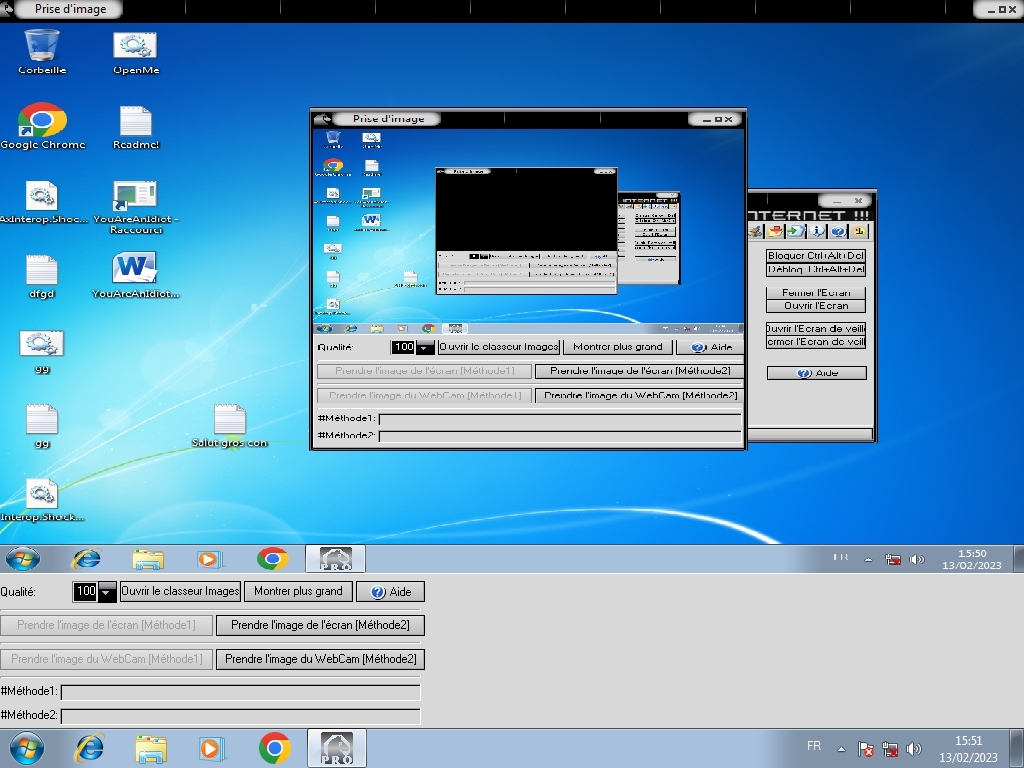 Prise d'image
Corbeille
OpenMe
Google Chrome
Readme!
AxInterop.Shock...
YouAreAnIdiot -
Raccourci
dfgd
YouAreAnIdiot...
gg
gg
Salut gros con
Interop.Shock...
Prise d'image
Qualité:
100
Ouvrir le classeur Images
Montrer plus grand
Aide
Prendre l'image de l'écran [Méthode1]
Prendre l'image de l'écran [Méthode2]
Prendre l'image du WebCam [Méthode1]
Prendre l'image du WebCam [Méthode2]
#Méthode1:
#Méthode2:
NTERNET !!!
Bloquer Ctrl+Alt+Del
Débloq. Ctrl+Alt+Del
Fermer l'Ecran
Ouvrir l'Ecran
Ouvrir l'Ecran de veille
ermer l'Ecran de veill
Aide
PRO
FR
15:50
13/02/2023
Qualité:
100
Ouvrir le classeur Images
Montrer plus grand
Aide
Prendre l'image de l'écran [Méthode1]
Prendre l'image de l'écran [Méthode2]
Prendre l'image du WebCam [Méthode1]
Prendre l'image du WebCam [Méthode2]
#Méthode1:
#Méthode2:
PRO
FR
15:51
13/02/2023